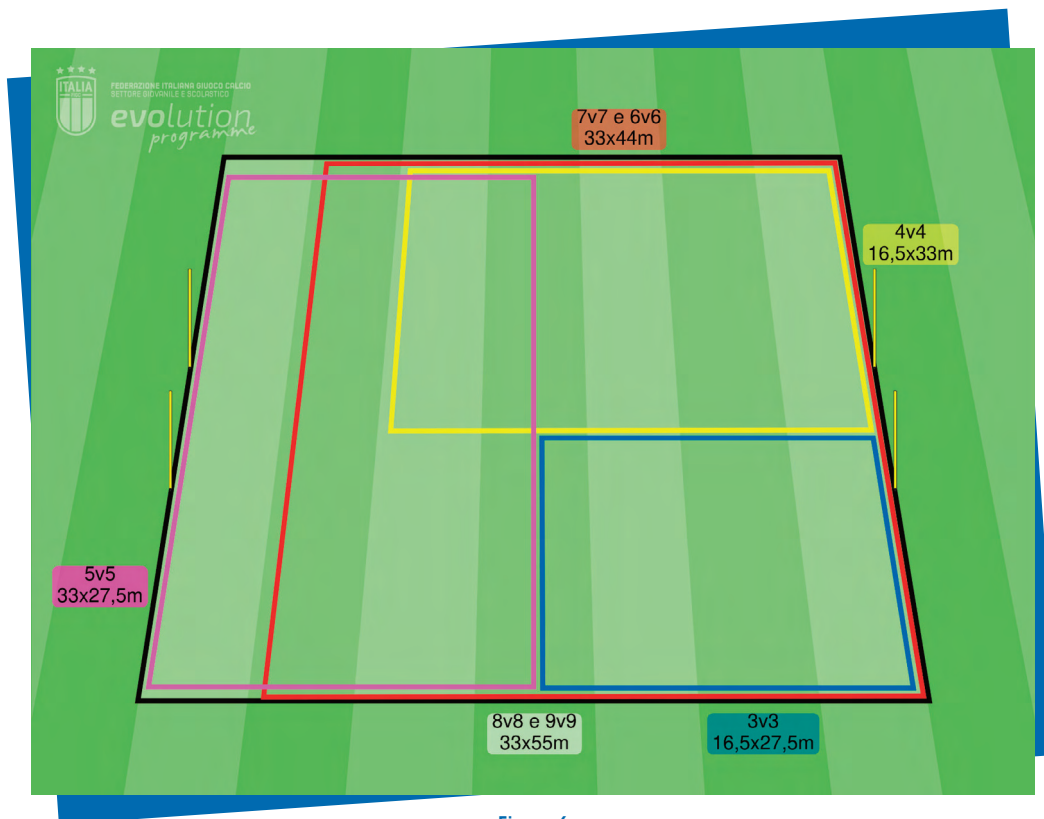 ITALIA
FEDERAZIONE ITALIANA GIUOCO CALCIO
SETTORE GIOVANILE E SCOLASTICO
evolution
programme
7v7 e 6v6
33x44m
4v4
16,5x33m
5v5
33x27,5m
8v8 e 9v9
33x55m
3v3
16,5x27,5m